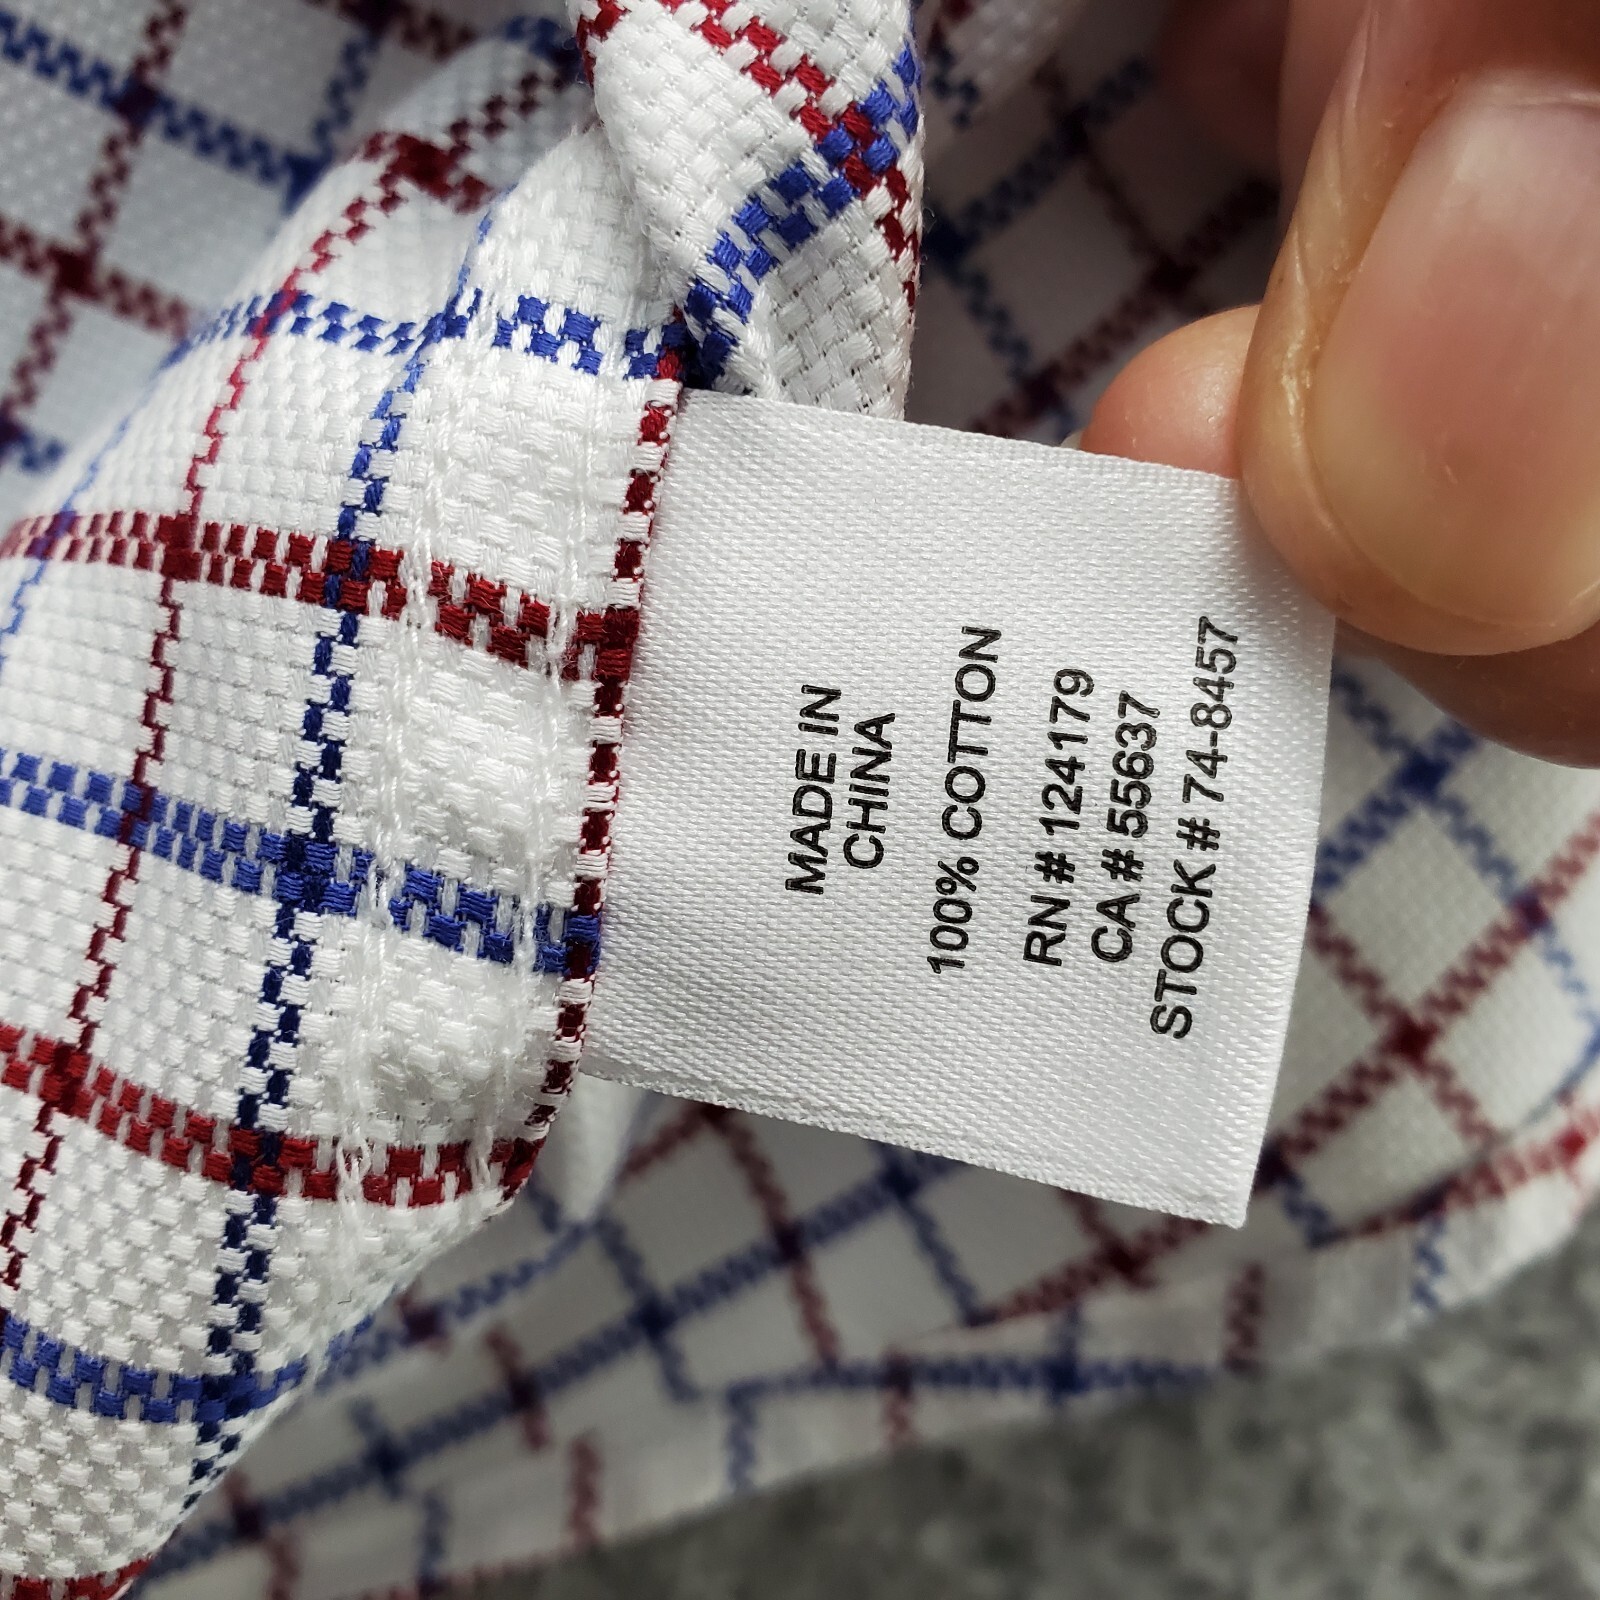 MADE IN
CHINA
100% COTTON
RN # 124179
CA # 55637
STOCK # 74-8457